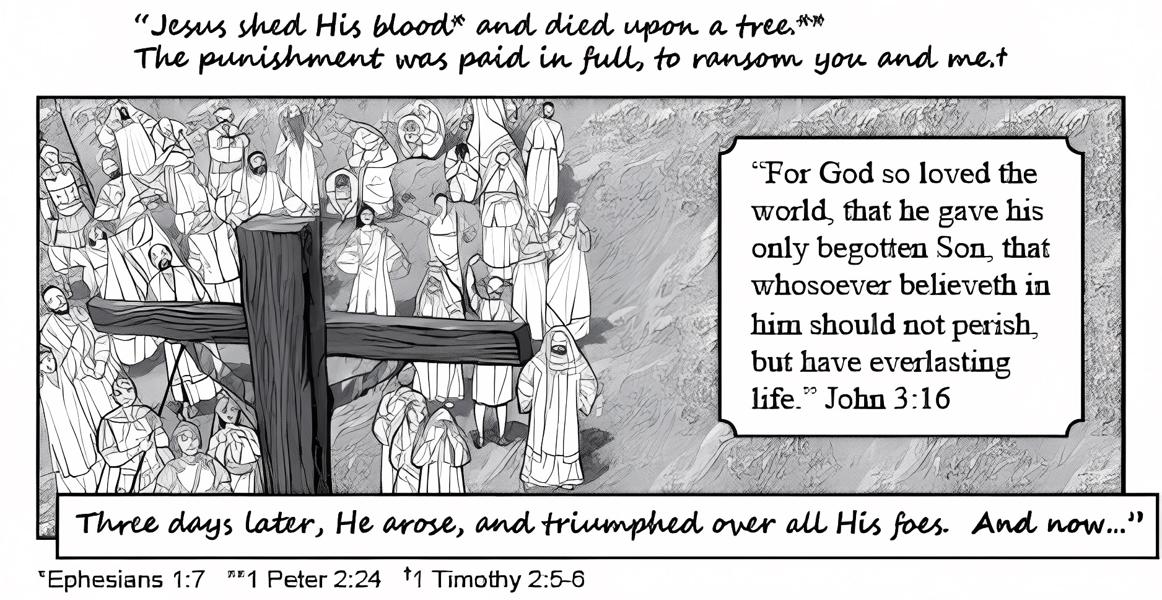 “Jesus shed His blood* and died upon a tree.**
The punishment was paid in full, to ransom you and me.†
“For God so loved the
world, that he gave his
only begotten Son, that
whosoever believeth in
him should not perish,
but have everlasting
life.” John 3:16
Three days later, He arose, and triumphed over all His foes. And now...”
*Ephesians 1:7 **1 Peter 2:24 †1 Timothy 2:5-6